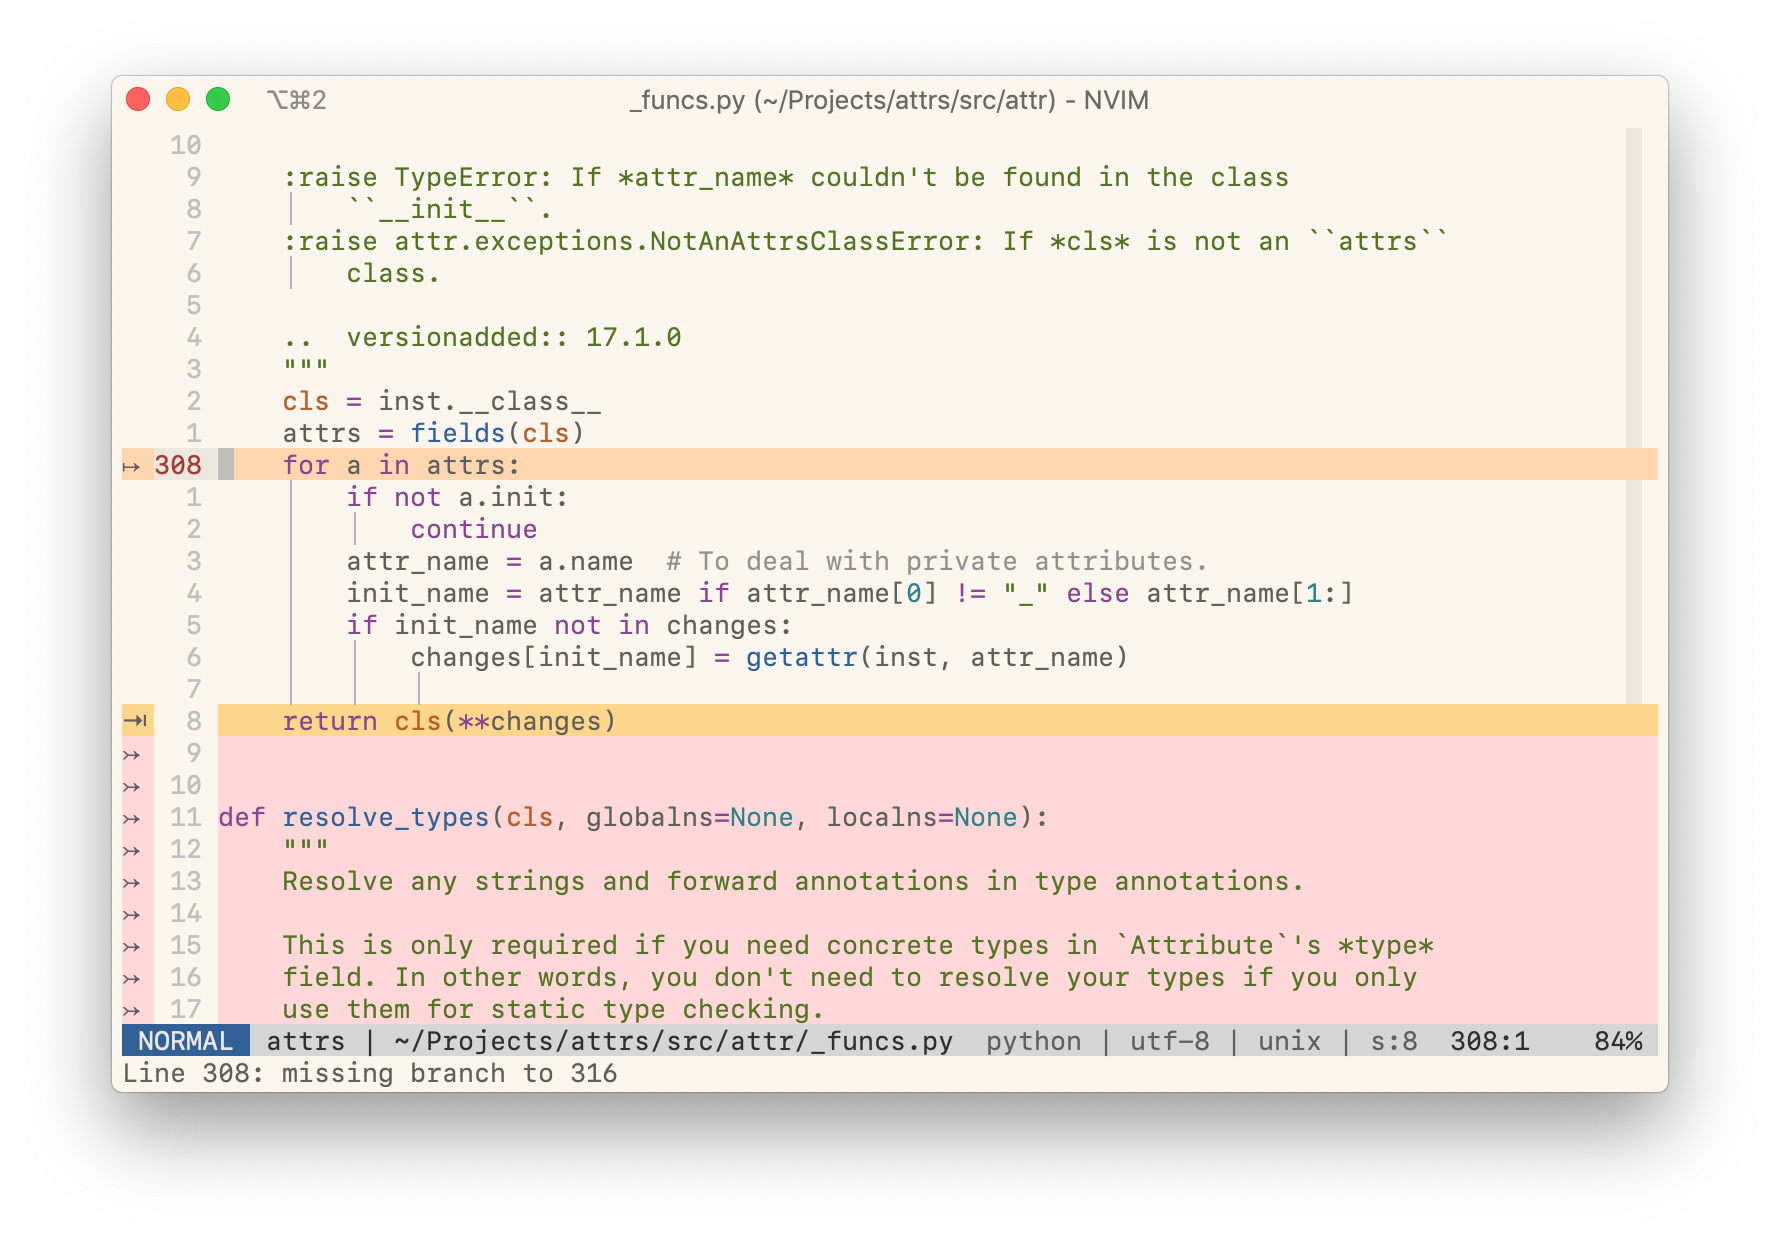 ⌥⌘2 _funcs.py (~/Projects/attrs/src/attr) - NVIM
10
9 :raise TypeError: If *attr_name* couldn't be found in the class
8 ``__init__``.
7 :raise attr.exceptions.NotAnAttrsClassError: If *cls* is not an ``attrs``
6 class.
5
4 ..  versionadded:: 17.1.0
3 """
2 cls = inst.__class__
1 attrs = fields(cls)
↦ 308 for a in attrs:
1 if not a.init:
2 continue
3 attr_name = a.name  # To deal with private attributes.
4 init_name = attr_name if attr_name[0] != "_" else attr_name[1:]
5 if init_name not in changes:
6 changes[init_name] = getattr(inst, attr_name)
7
⇥ 8 return cls(**changes)
↣ 9
↣ 10
↣ 11 def resolve_types(cls, globalns=None, localns=None):
↣ 12 """
↣ 13 Resolve any strings and forward annotations in type annotations.
↣ 14
↣ 15 This is only required if you need concrete types in `Attribute`'s *type*
↣ 16 field. In other words, you don't need to resolve your types if you only
↣ 17 use them for static type checking.
NORMAL attrs | ~/Projects/attrs/src/attr/_funcs.py python | utf-8 | unix | s:8 308:1 84%
Line 308: missing branch to 316